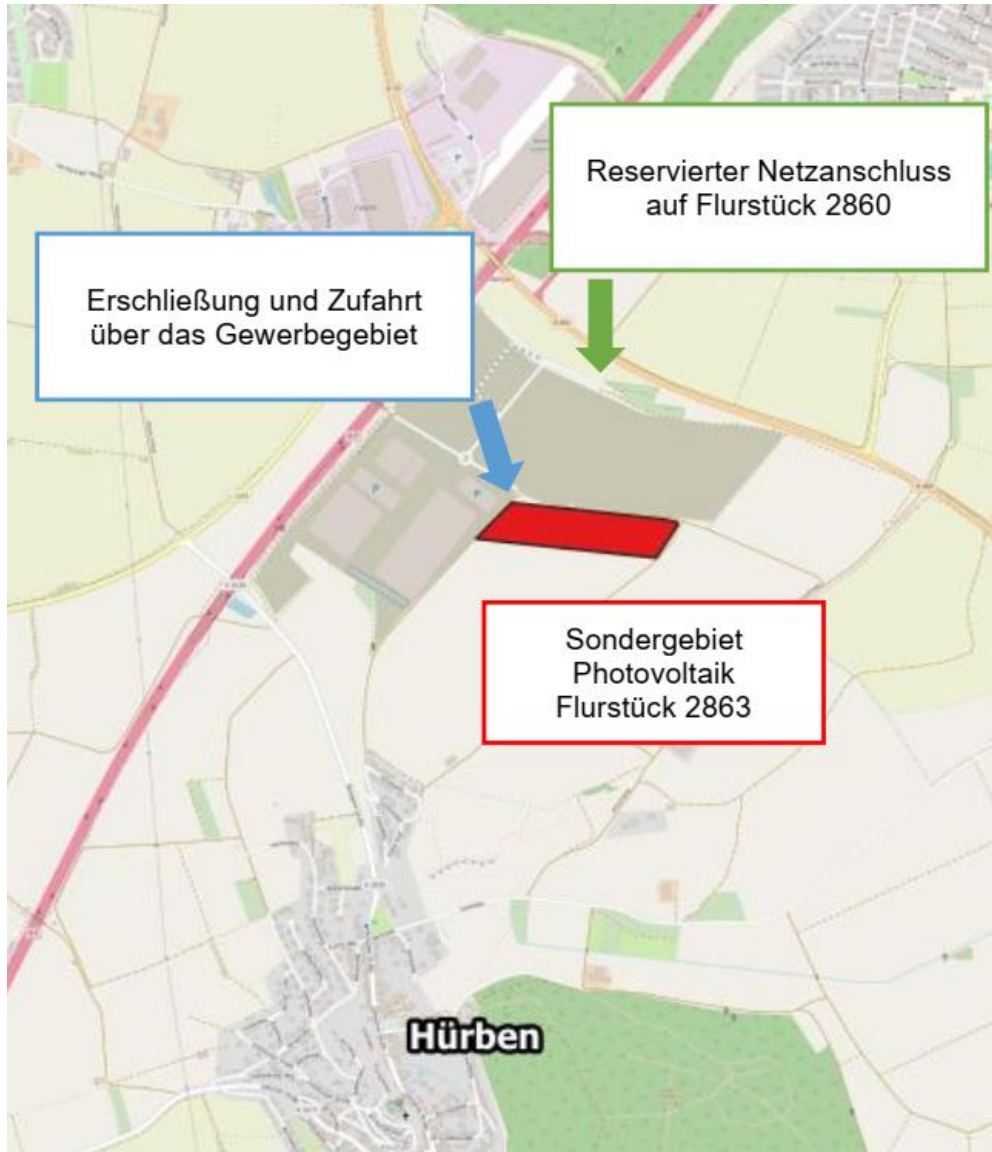 Reservierter Netzanschluss
auf Flurstück 2860
Erschließung und Zufahrt
über das Gewerbegebiet
Sondergebiet
Photovoltaik
Flurstück 2863
Hürben